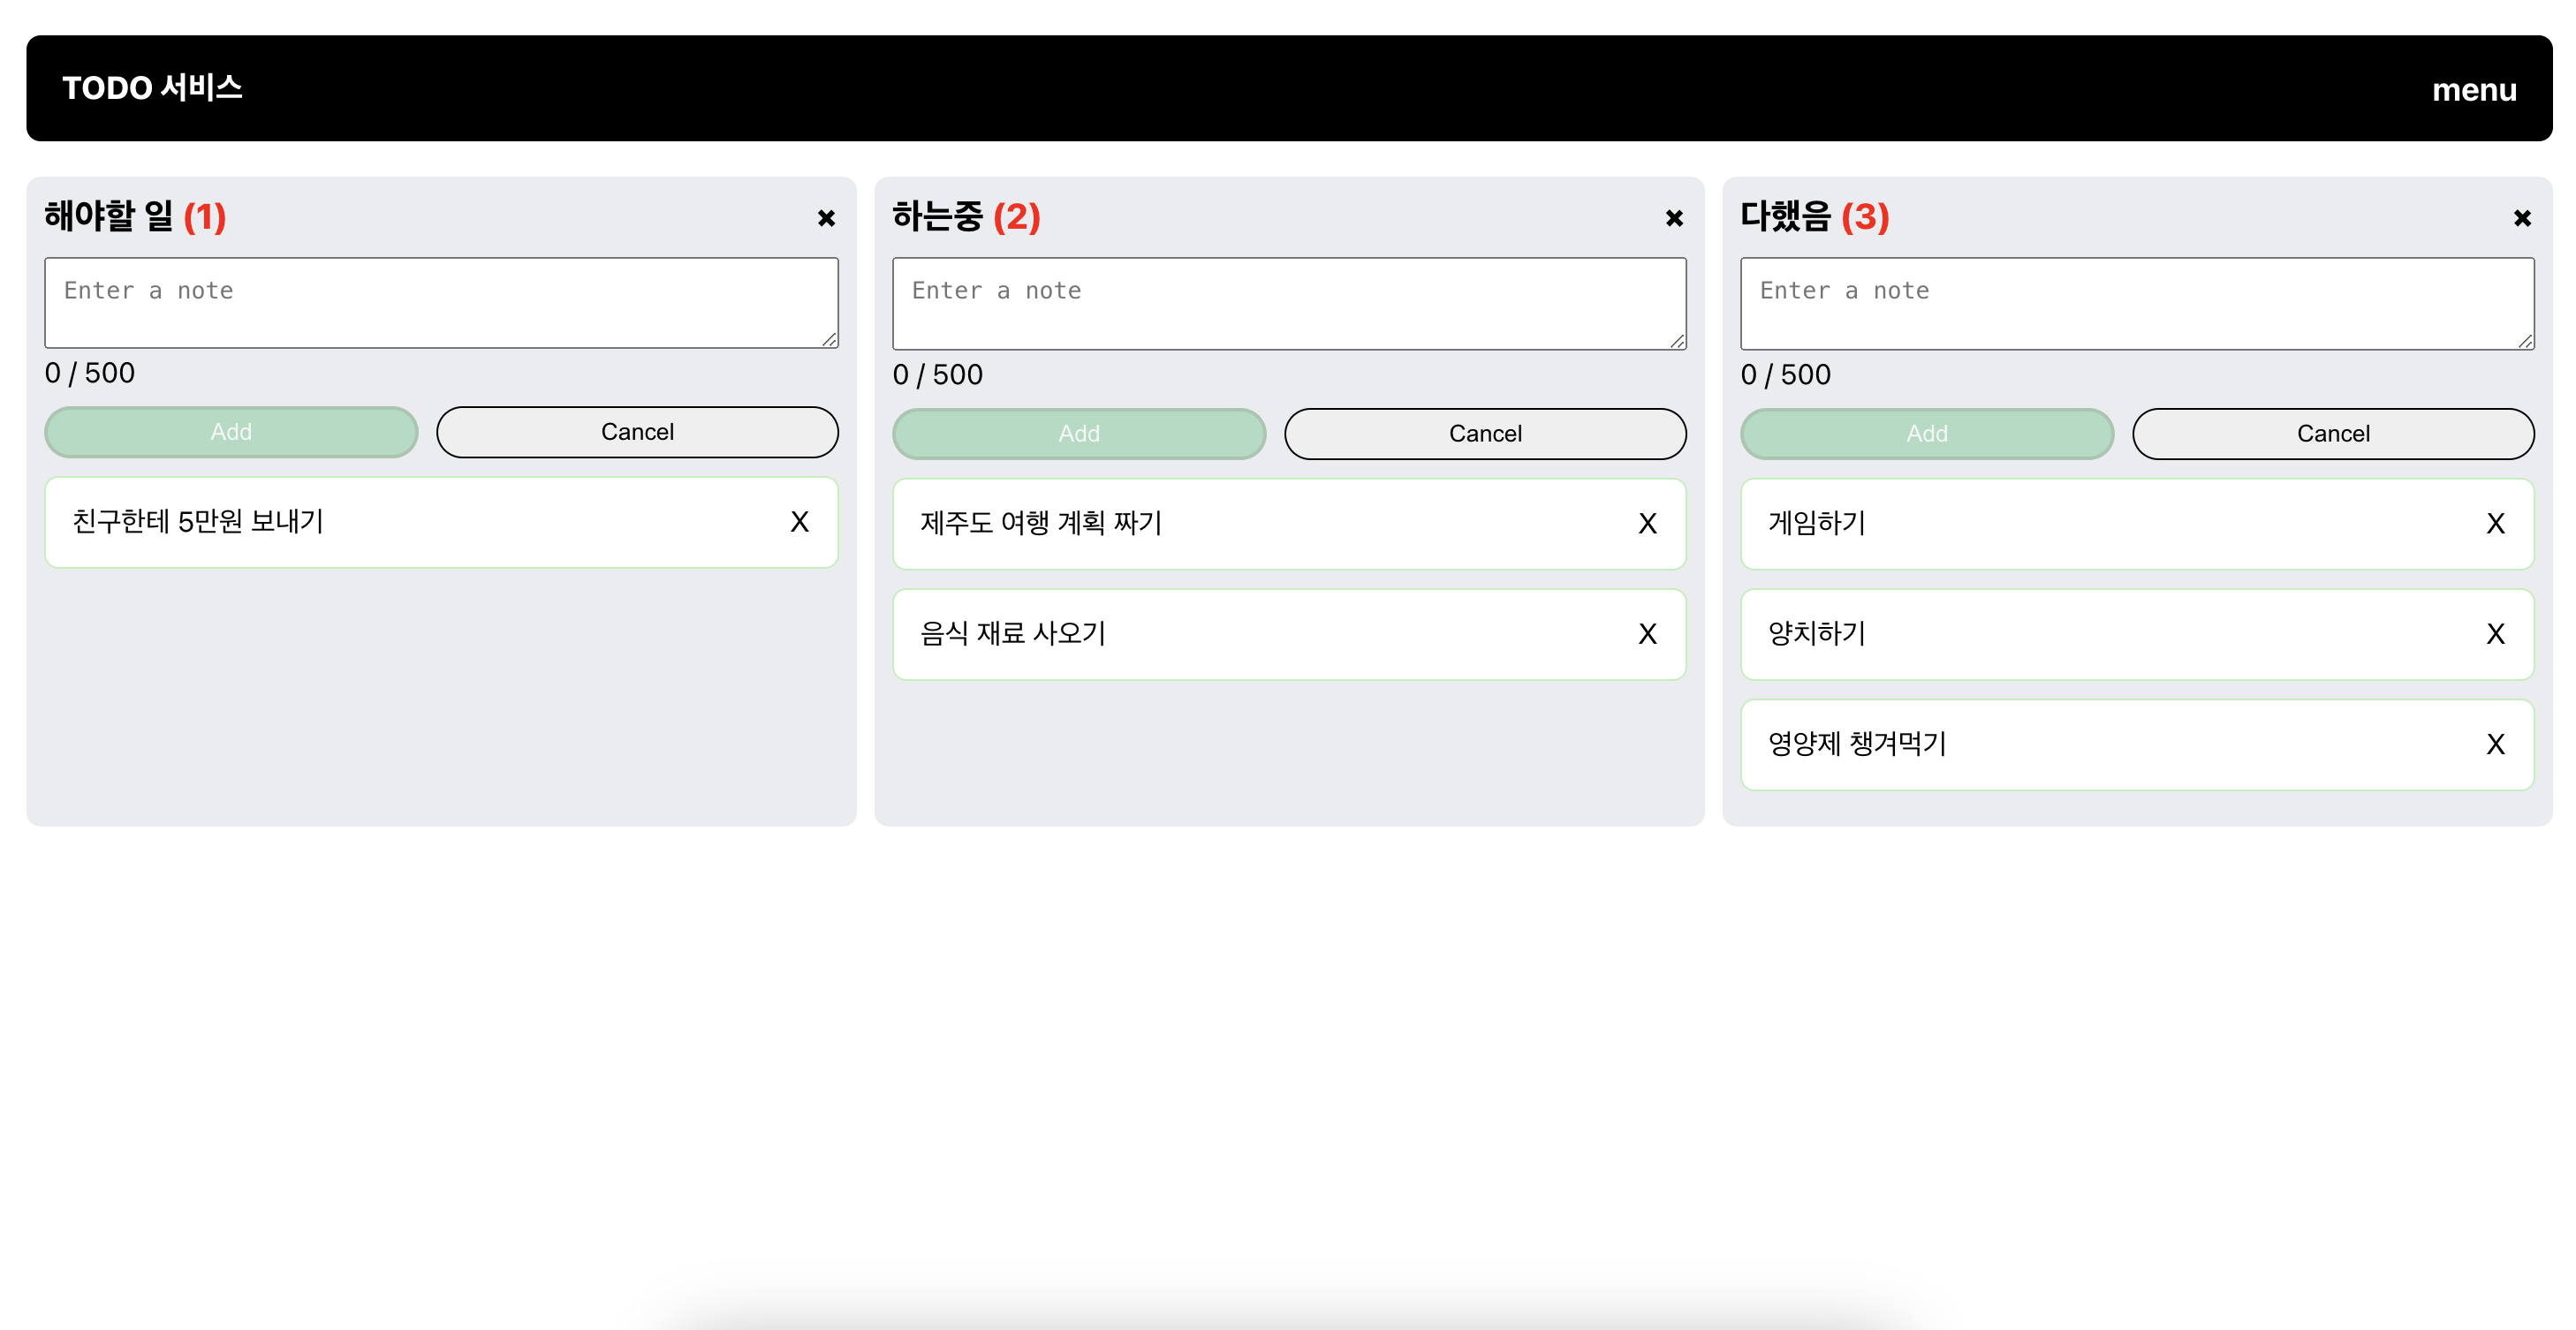 TODO 서비스
menu
해야할 일 (1)
✖
Enter a note
0 / 500
Add
Cancel
친구한테 5만원 보내기
X
하는중 (2)
✖
Enter a note
0 / 500
Add
Cancel
제주도 여행 계획 짜기
X
음식 재료 사오기
X
다했음 (3)
✖
Enter a note
0 / 500
Add
Cancel
게임하기
X
양치하기
X
영양제 챙겨먹기
X